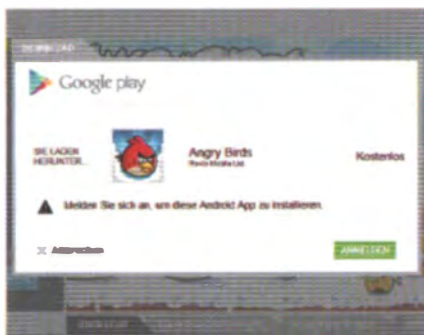 DOWNLOAD
Google play
SIE LADEN
HERUNTER...
Angry Birds
Rovio Mobile Ltd.
Kostenlos
Melden Sie sich an, um diese Android App zu installieren.
Abbrechen
ANMELDEN